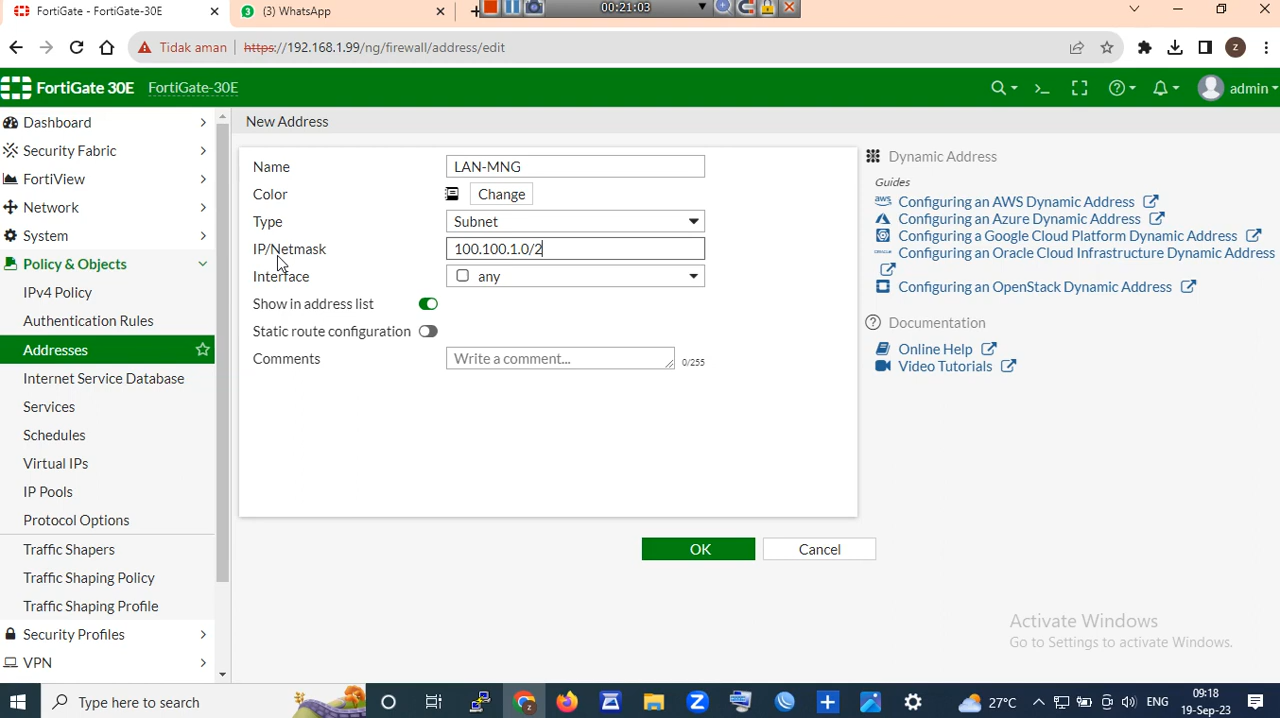 FortiGate - FortiGate-30E
(3) WhatsApp
00:21:03
Tidak aman
https://192.168.1.99/ng/firewall/address/edit
FortiGate 30E
FortiGate-30E
admin
Dashboard
Security Fabric
FortiView
Network
System
Policy & Objects
IPv4 Policy
Authentication Rules
Addresses
Internet Service Database
Services
Schedules
Virtual IPs
IP Pools
Protocol Options
Traffic Shapers
Traffic Shaping Policy
Traffic Shaping Profile
Security Profiles
VPN
New Address
Name LAN-MNG
Color Change
Type Subnet
IP/Netmask 100.100.1.0/2
Interface any
Show in address list
Static route configuration
Comments Write a comment... 0/255
OK Cancel
Dynamic Address
Guides
Configuring an AWS Dynamic Address
Configuring an Azure Dynamic Address
Configuring a Google Cloud Platform Dynamic Address
Configuring an Oracle Cloud Infrastructure Dynamic Address
Configuring an OpenStack Dynamic Address
Documentation
Online Help
Video Tutorials
Activate Windows
Go to Settings to activate Windows.
Type here to search
27°C
ENG
09:18
19-Sep-23